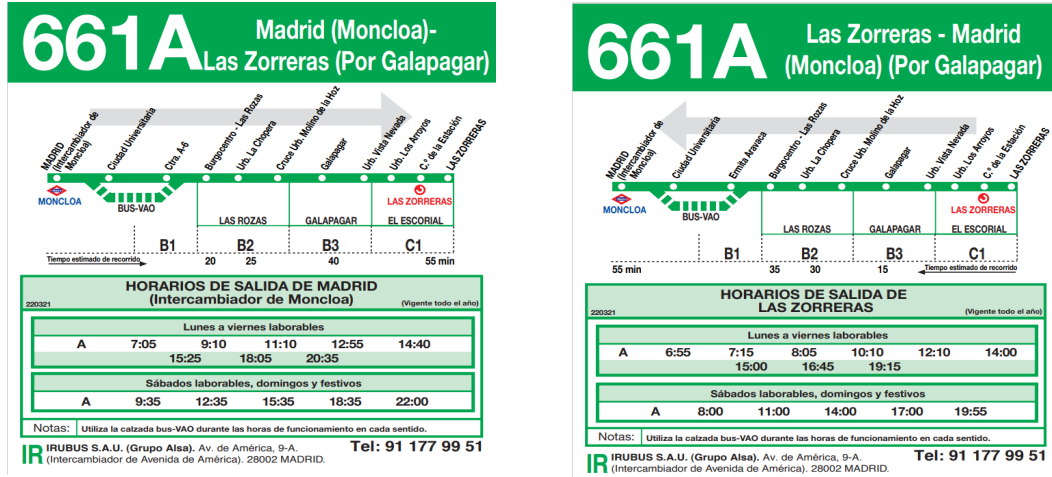 661A
Madrid (Moncloa)-
Las Zorreras (Por Galapagar)
MADRID
(Intercambiador de
Moncloa)
Ciudad Universitaria
Ctra. A-6
Burgocentro - Las Rozas
Urb. La Chopera
Cruce Urb. Molino de la Hoz
Galapagar
Urb. Vista Nevada
Urb. Los Arroyos
C.º de la Estación
LAS ZORRERAS
MONCLOA
BUS-VAO
LAS ZORRERAS
LAS ROZAS GALAPAGAR EL ESCORIAL
B1 B2 B3 C1
Tiempo estimado de recorrido 20 25 40 55 min
HORARIOS DE SALIDA DE MADRID
(Intercambiador de Moncloa)
220321 (Vigente todo el año)
Lunes a viernes laborables
A 7:05 9:10 11:10 12:55 14:40
15:25 18:05 20:35
Sábados laborables, domingos y festivos
A 9:35 12:35 15:35 18:35 22:00
Notas: Utiliza la calzada bus-VAO durante las horas de funcionamiento en cada sentido.
IR IRUBUS S.A.U. (Grupo Alsa). Av. de América, 9-A. Tel: 91 177 99 51
(Intercambiador de Avenida de América). 28002 MADRID.
661A
Las Zorreras - Madrid
(Moncloa) (Por Galapagar)
MADRID
(Intercambiador de
Moncloa)
Ciudad Universitaria
Ermita Aravaca
Burgocentro - Las Rozas
Urb. La Chopera
Cruce Urb. Molino de la Hoz
Galapagar
Urb. Vista Nevada
Urb. Los Arroyos
C.º de la Estación
LAS ZORRERAS
MONCLOA
BUS-VAO
LAS ZORRERAS
LAS ROZAS GALAPAGAR EL ESCORIAL
B1 B2 B3 C1
55 min 35 30 15 Tiempo estimado de recorrido
HORARIOS DE SALIDA DE
LAS ZORRERAS
220321 (Vigente todo el año)
Lunes a viernes laborables
A 6:55 7:15 8:05 10:10 12:10 14:00
15:00 16:45 19:15
Sábados laborables, domingos y festivos
A 8:00 11:00 14:00 17:00 19:55
Notas: Utiliza la calzada bus-VAO durante las horas de funcionamiento en cada sentido.
IR IRUBUS S.A.U. (Grupo Alsa). Av. de América, 9-A. Tel: 91 177 99 51
(Intercambiador de Avenida de América). 28002 MADRID.